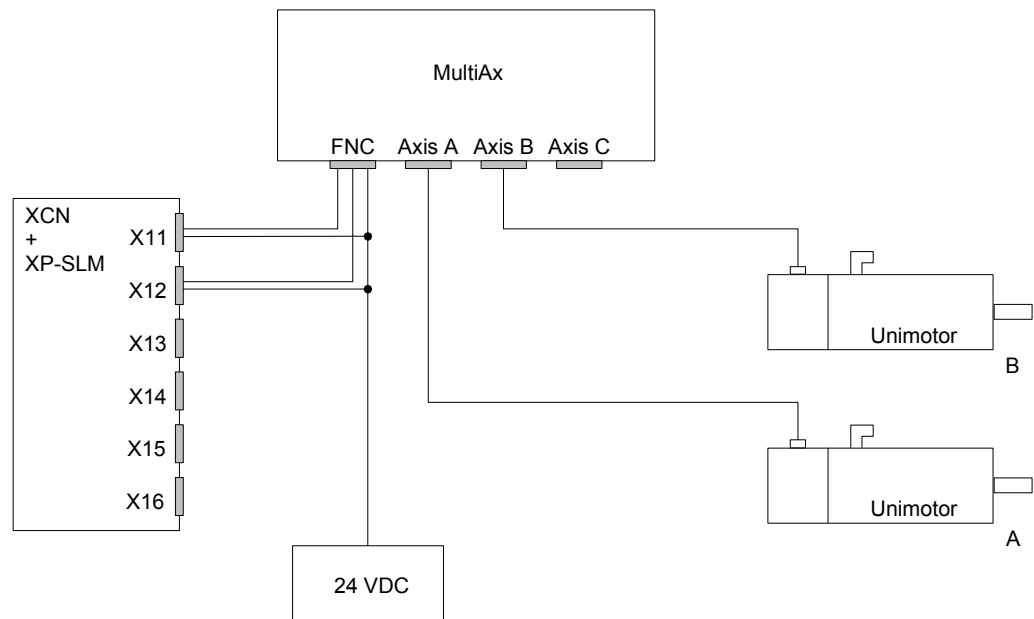 MultiAx
FNC Axis A Axis B Axis C
XCN
+
XP-SLM
X11
X12
X13
X14
X15
X16
Unimotor
B
Unimotor
A
24 VDC